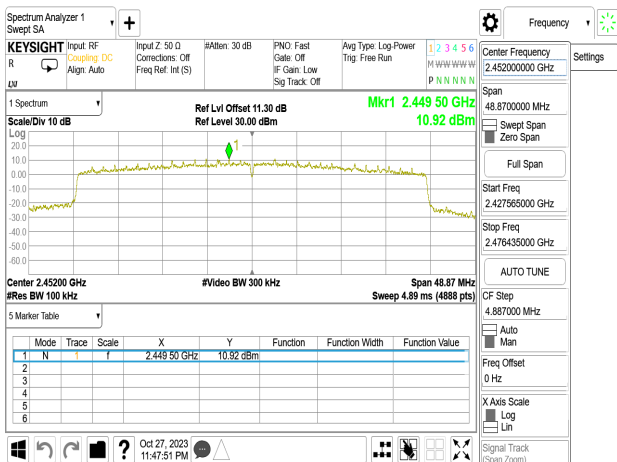 Spectrum Analyzer 1
Swept SA
Frequency
KEYSIGHT
R
LXI
Input: RF
Coupling: DC
Align: Auto
Input Z: 50 Ω
Corrections: Off
Freq Ref: Int (S)
#Atten: 30 dB
PNO: Fast
Gate: Off
IF Gain: Low
Sig Track: Off
Avg Type: Log-Power
Trig: Free Run
1 2 3 4 5 6
M W W W W W
P N N N N N
Center Frequency
2.452000000 GHz
Settings
1 Spectrum
Scale/Div 10 dB
Ref Lvl Offset 11.30 dB
Ref Level 30.00 dBm
Mkr1 2.449 50 GHz
10.92 dBm
Span
48.8700000 MHz
Swept Span
Zero Span
Full Span
Start Freq
2.427565000 GHz
Stop Freq
2.476435000 GHz
AUTO TUNE
CF Step
4.887000 MHz
Auto
Man
Freq Offset
0 Hz
X Axis Scale
Log
Lin
Signal Track
(Span Zoom)
Log
20.0
10.0
0.00
-10.0
-20.0
-30.0
-40.0
-50.0
-60.0
1
Center 2.45200 GHz
#Res BW 100 kHz
#Video BW 300 kHz
Span 48.87 MHz
Sweep 4.89 ms (4888 pts)
5 Marker Table
Mode Trace Scale X Y Function Function Width Function Value
1 N 1 f 2.449 50 GHz 10.92 dBm
2
3
4
5
6
?
Oct 27, 2023
11:47:51 PM